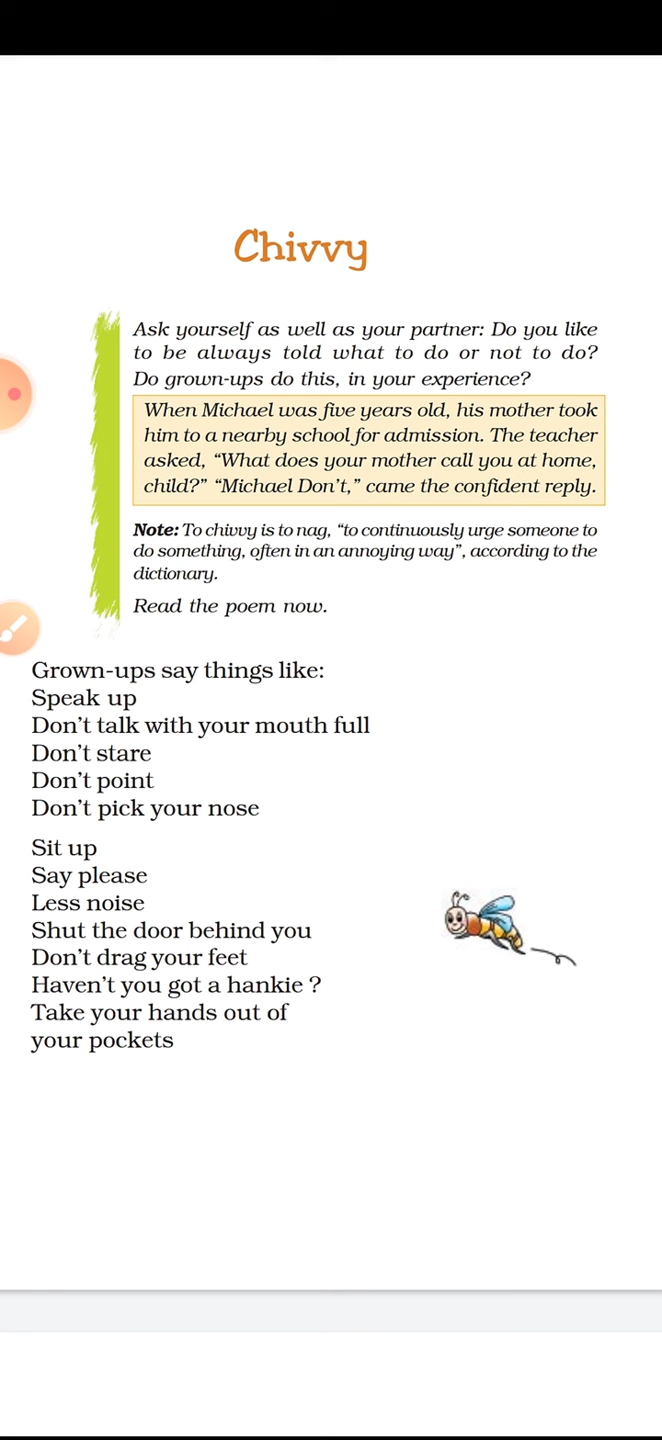 Chivvy
Ask yourself as well as your partner: Do you like
to be always told what to do or not to do?
Do grown-ups do this, in your experience?
When Michael was five years old, his mother took
him to a nearby school for admission. The teacher
asked, “What does your mother call you at home,
child?” “Michael Don’t,” came the confident reply.
Note: To chivvy is to nag, “to continuously urge someone to
do something, often in an annoying way”, according to the
dictionary.
Read the poem now.
Grown-ups say things like:
Speak up
Don’t talk with your mouth full
Don’t stare
Don’t point
Don’t pick your nose
Sit up
Say please
Less noise
Shut the door behind you
Don’t drag your feet
Haven’t you got a hankie ?
Take your hands out of
your pockets